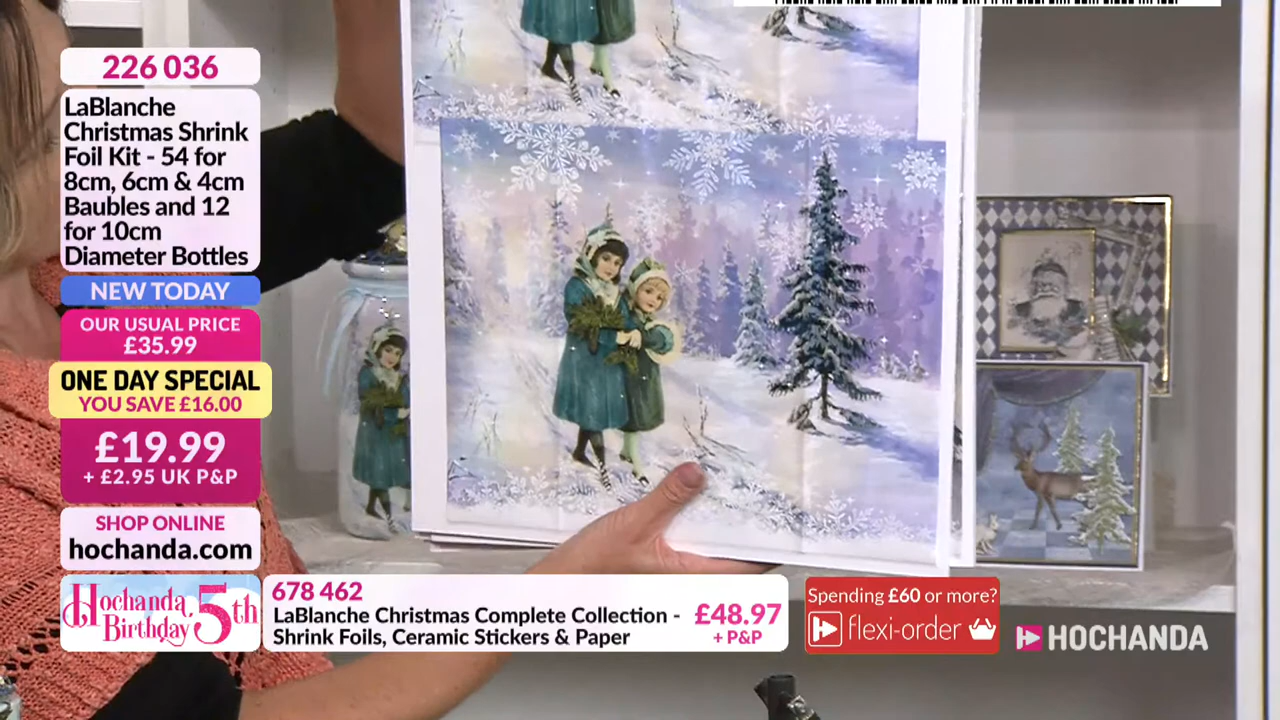 226 036
LaBlanche
Christmas Shrink
Foil Kit - 54 for
8cm, 6cm & 4cm
Baubles and 12
for 10cm
Diameter Bottles
NEW TODAY
OUR USUAL PRICE
£35.99
ONE DAY SPECIAL
YOU SAVE £16.00
£19.99
+ £2.95 UK P&P
SHOP ONLINE
hochanda.com
Hochanda
Birthday
5th
678 462
LaBlanche Christmas Complete Collection -
Shrink Foils, Ceramic Stickers & Paper
£48.97
+ P&P
Spending £60 or more?
flexi-order
HOCHANDA